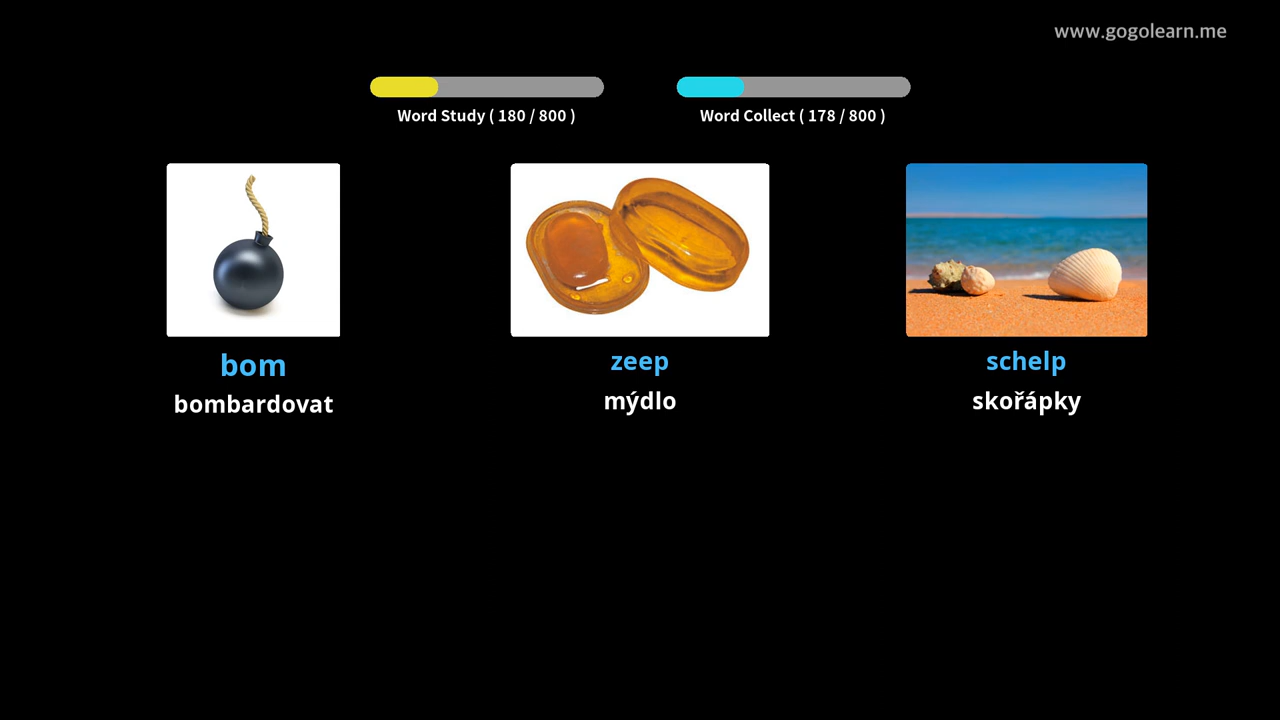 www.gogolearn.me
Word Study ( 180 / 800 )
Word Collect ( 178 / 800 )
bom
bombardovat
zeep
mýdlo
schelp
skořápky